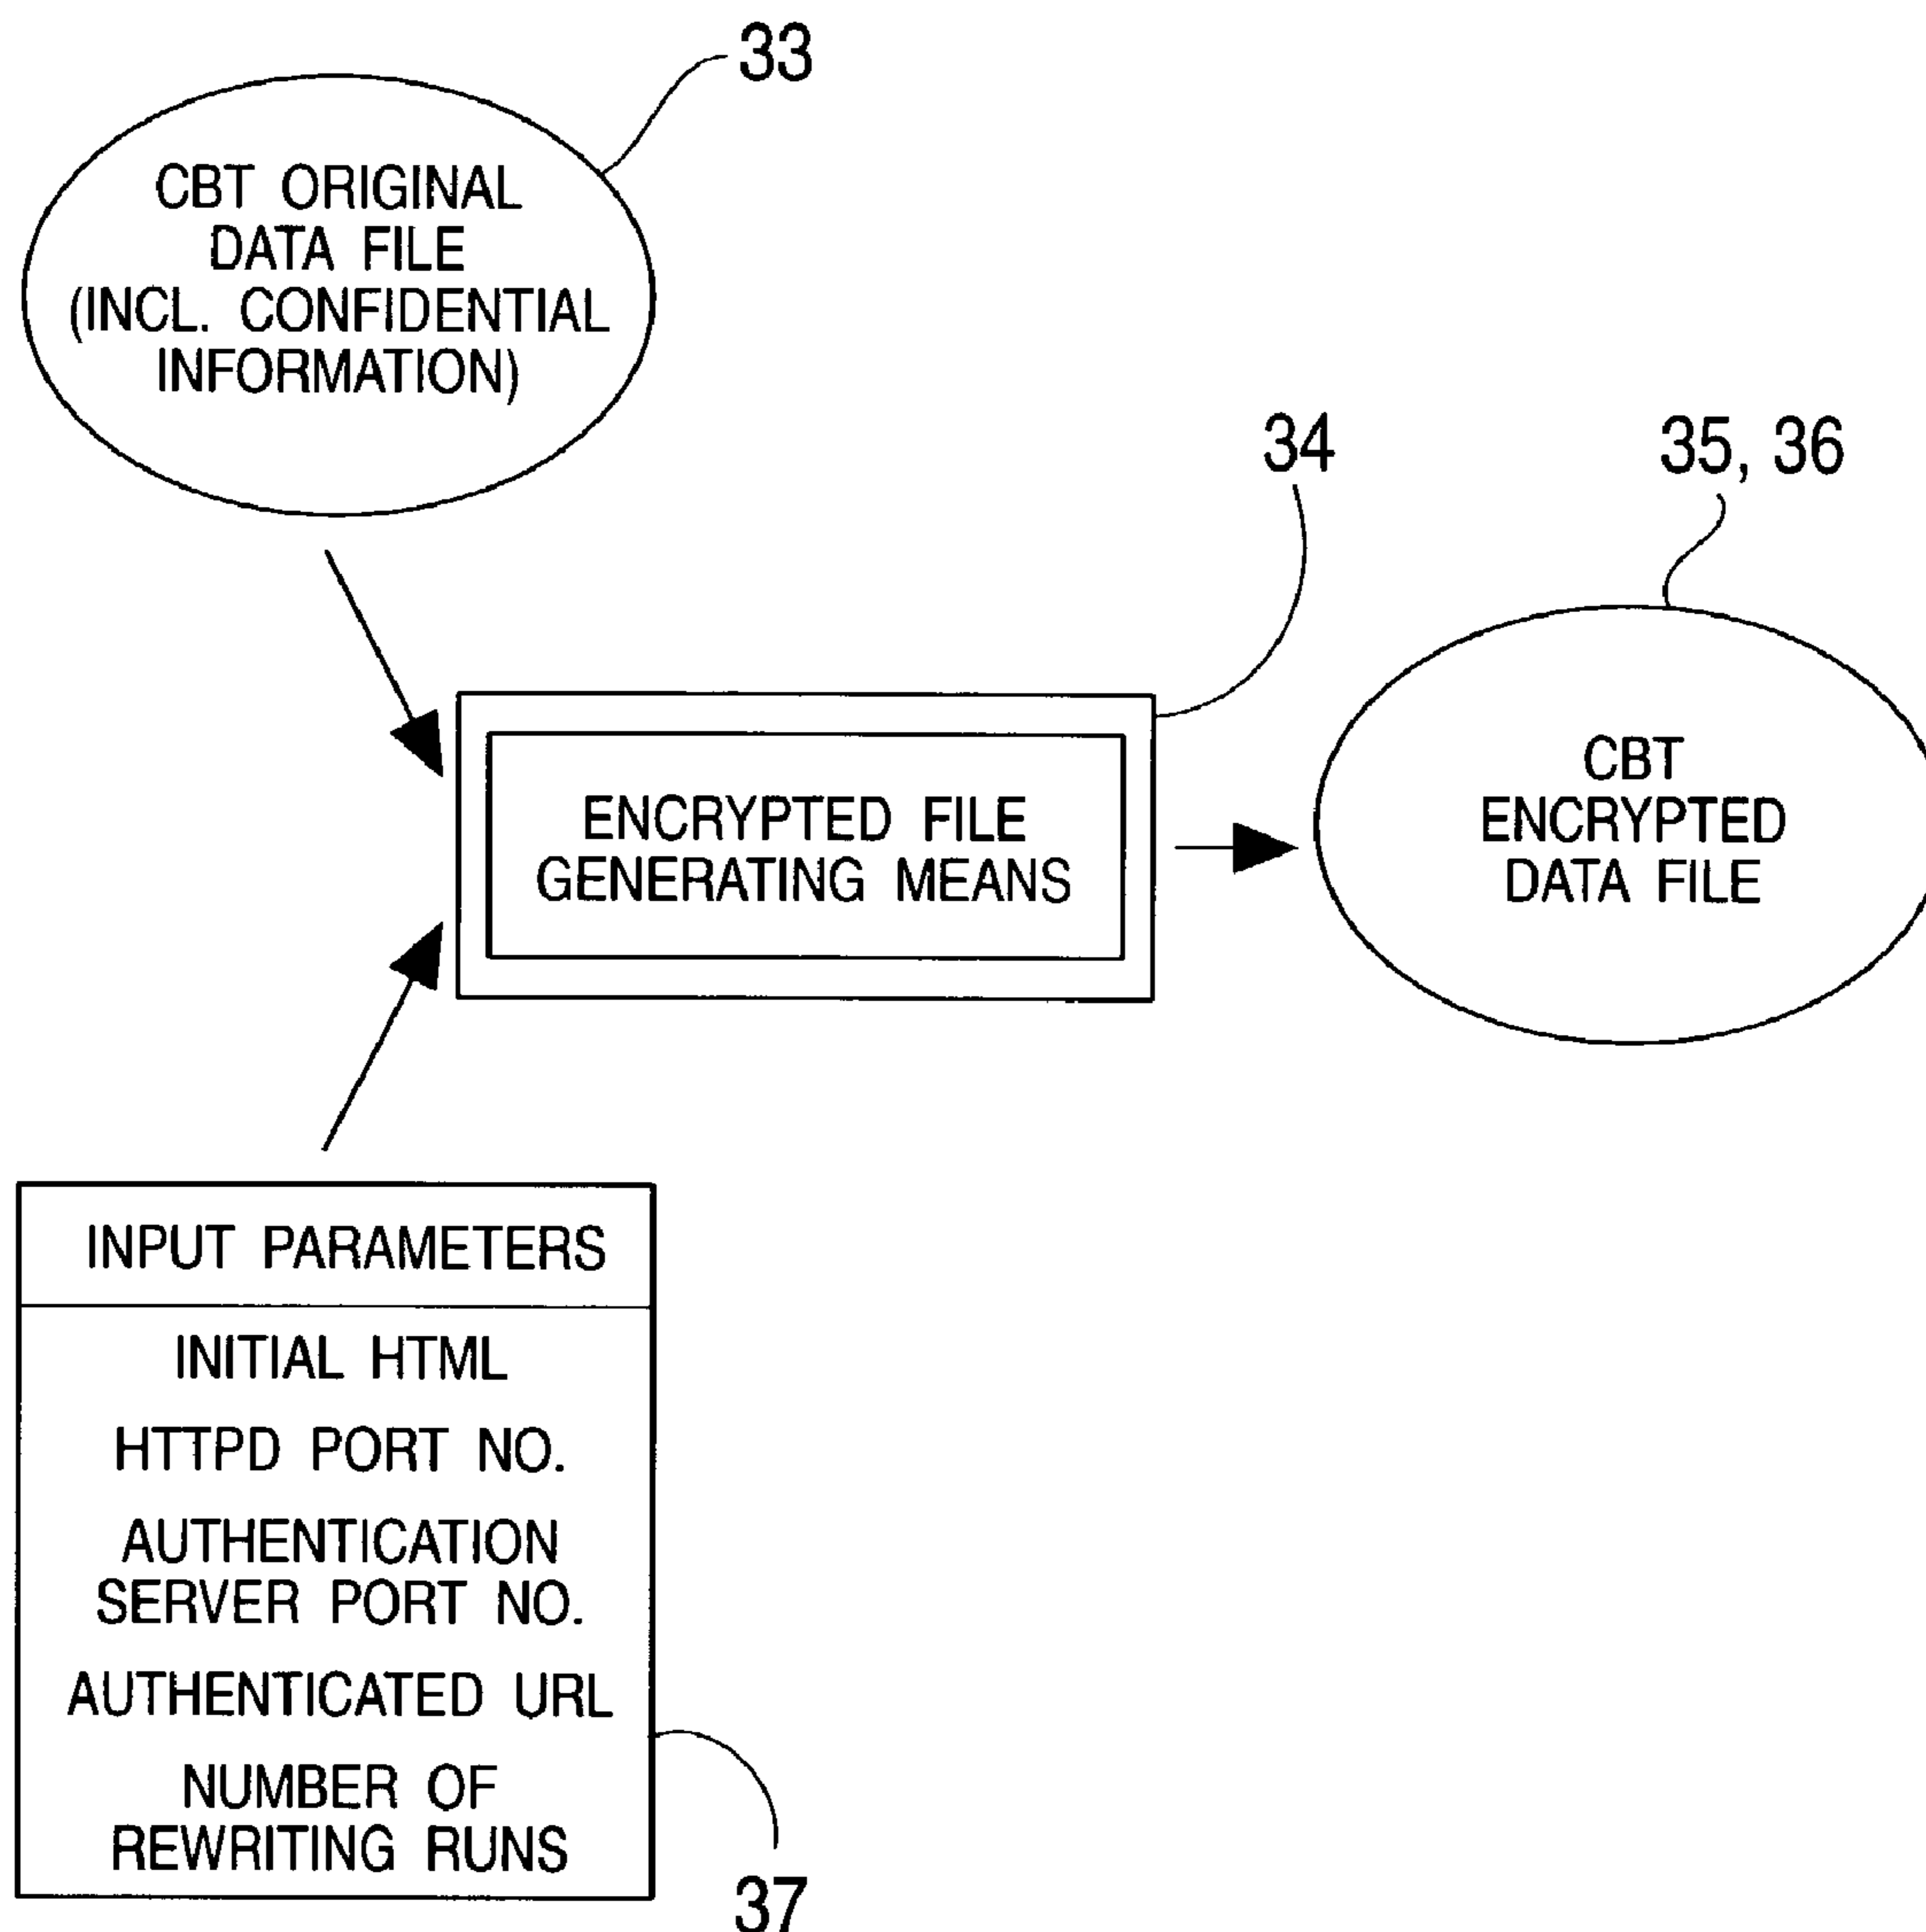 33
CBT ORIGINAL
DATA FILE
(INCL. CONFIDENTIAL
INFORMATION)
34
35, 36
ENCRYPTED FILE
GENERATING MEANS
CBT
ENCRYPTED
DATA FILE
INPUT PARAMETERS
INITIAL HTML
HTTPD PORT NO.
AUTHENTICATION
SERVER PORT NO.
AUTHENTICATED URL
NUMBER OF
REWRITING RUNS
37